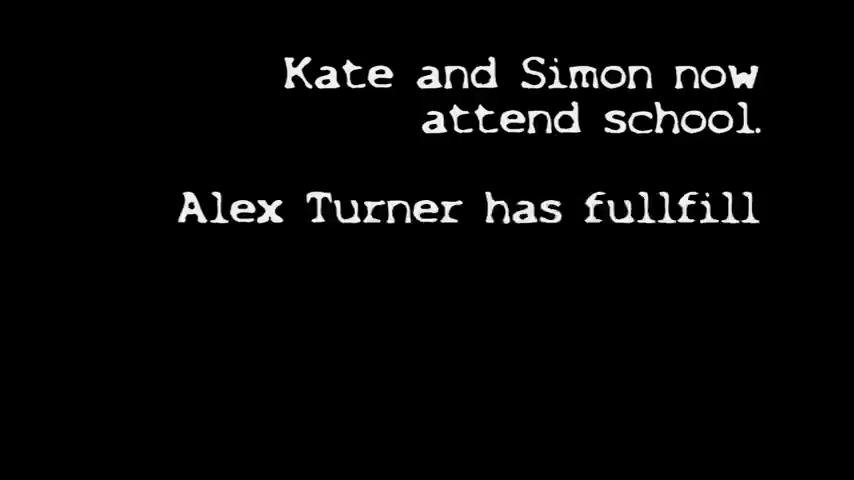 Kate and Simon now
attend school.
Alex Turner has fullfill